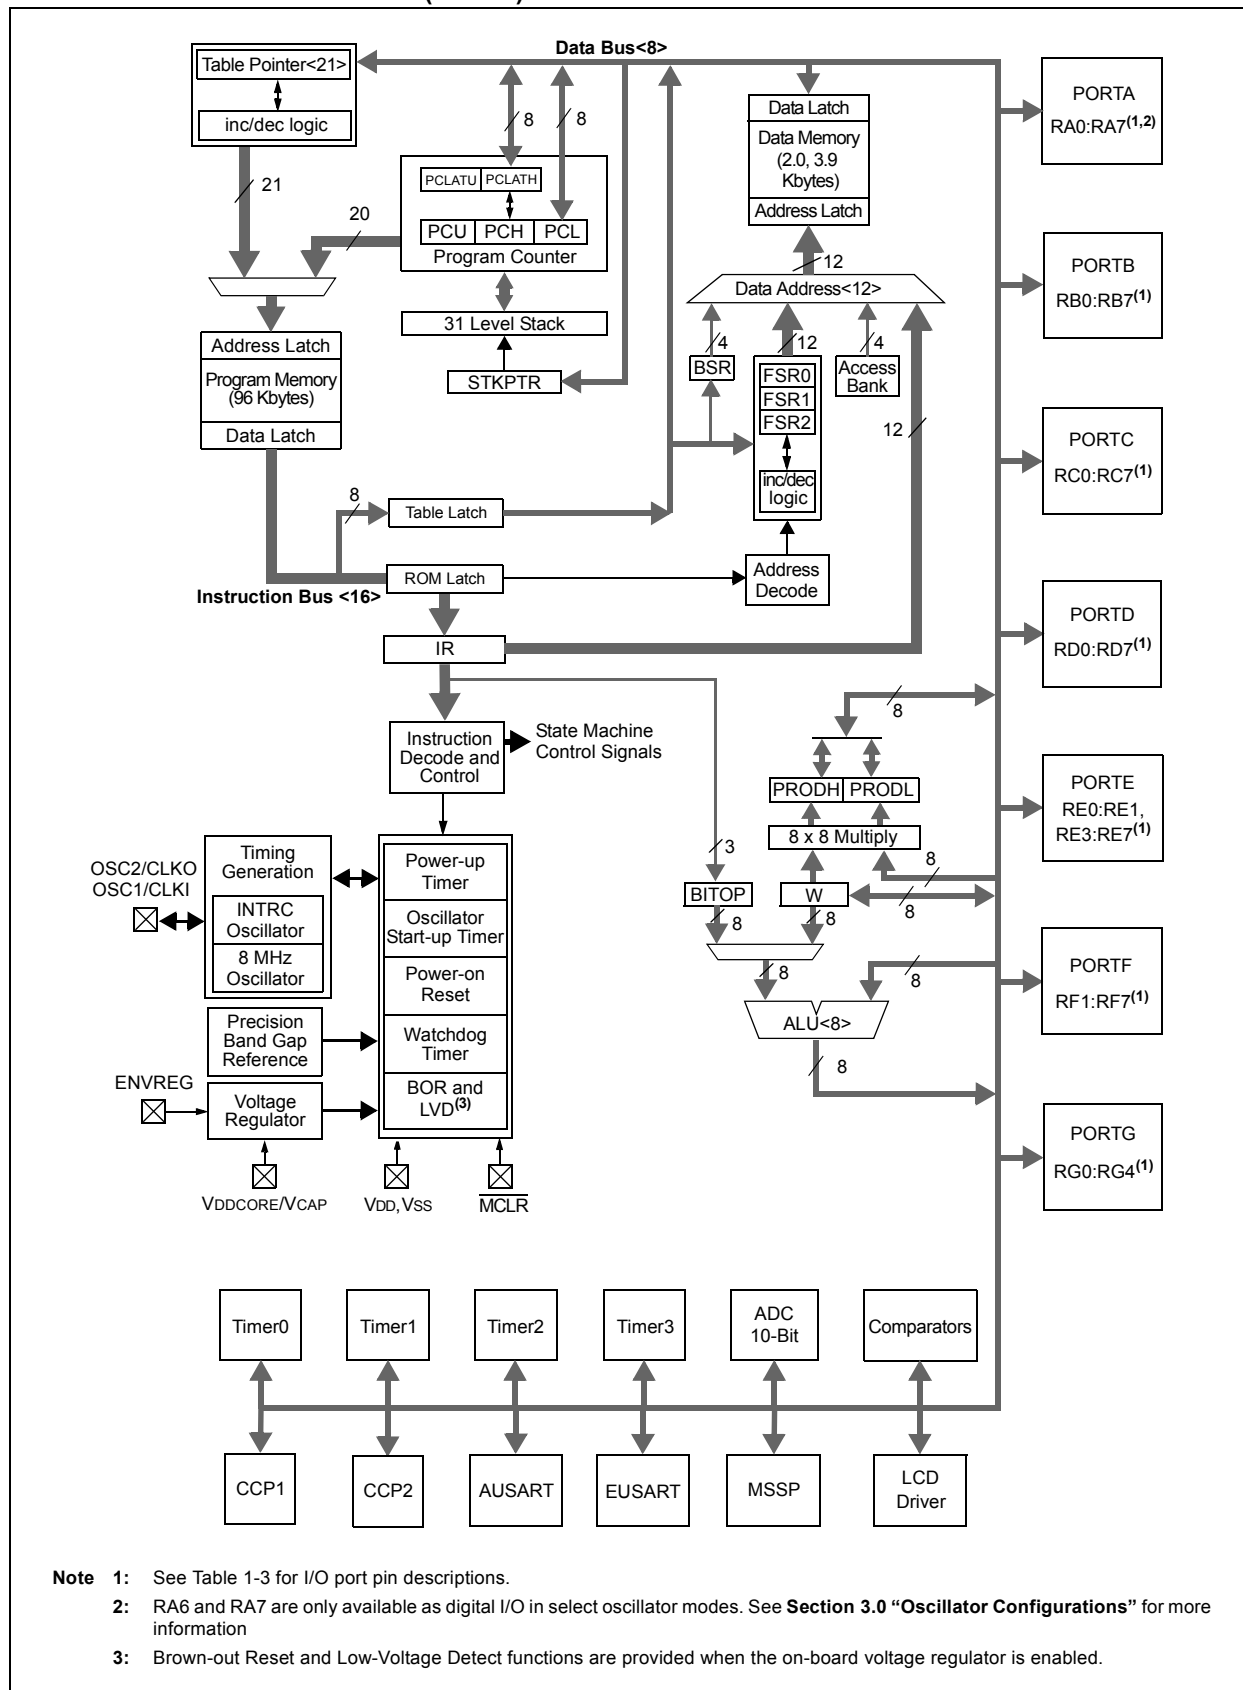 Data Bus<8>
Table Pointer<21>
inc/dec logic
21
20
8
8
PCLATU
PCLATH
PCU
PCH
PCL
Program Counter
31 Level Stack
STKPTR
Data Latch
Data Memory
(2.0, 3.9
Kbytes)
Address Latch
12
Data Address<12>
4
12
4
BSR
FSR0
FSR1
FSR2
inc/dec
logic
Access
Bank
12
Address Latch
Program Memory
(96 Kbytes)
Data Latch
8
Table Latch
ROM Latch
Instruction Bus <16>
Address
Decode
IR
Instruction
Decode and
Control
State Machine
Control Signals
8
PRODH
PRODL
8 x 8 Multiply
3
8
BITOP
W
8
8
8
8
8
ALU<8>
8
OSC2/CLKO
OSC1/CLKI
Timing
Generation
INTRC
Oscillator
8 MHz
Oscillator
Power-up
Timer
Oscillator
Start-up Timer
Power-on
Reset
Watchdog
Timer
BOR and
LVD(3)
Precision
Band Gap
Reference
ENVREG
Voltage
Regulator
VDDCORE/VCAP
VDD, VSS
MCLR
PORTA
RA0:RA7(1,2)
PORTB
RB0:RB7(1)
PORTC
RC0:RC7(1)
PORTD
RD0:RD7(1)
PORTE
RE0:RE1,
RE3:RE7(1)
PORTF
RF1:RF7(1)
PORTG
RG0:RG4(1)
Timer0
Timer1
Timer2
Timer3
ADC
10-Bit
Comparators
CCP1
CCP2
AUSART
EUSART
MSSP
LCD
Driver
Note 1: See Table 1-3 for I/O port pin descriptions.
2: RA6 and RA7 are only available as digital I/O in select oscillator modes. See Section 3.0 “Oscillator Configurations” for more
information
3: Brown-out Reset and Low-Voltage Detect functions are provided when the on-board voltage regulator is enabled.